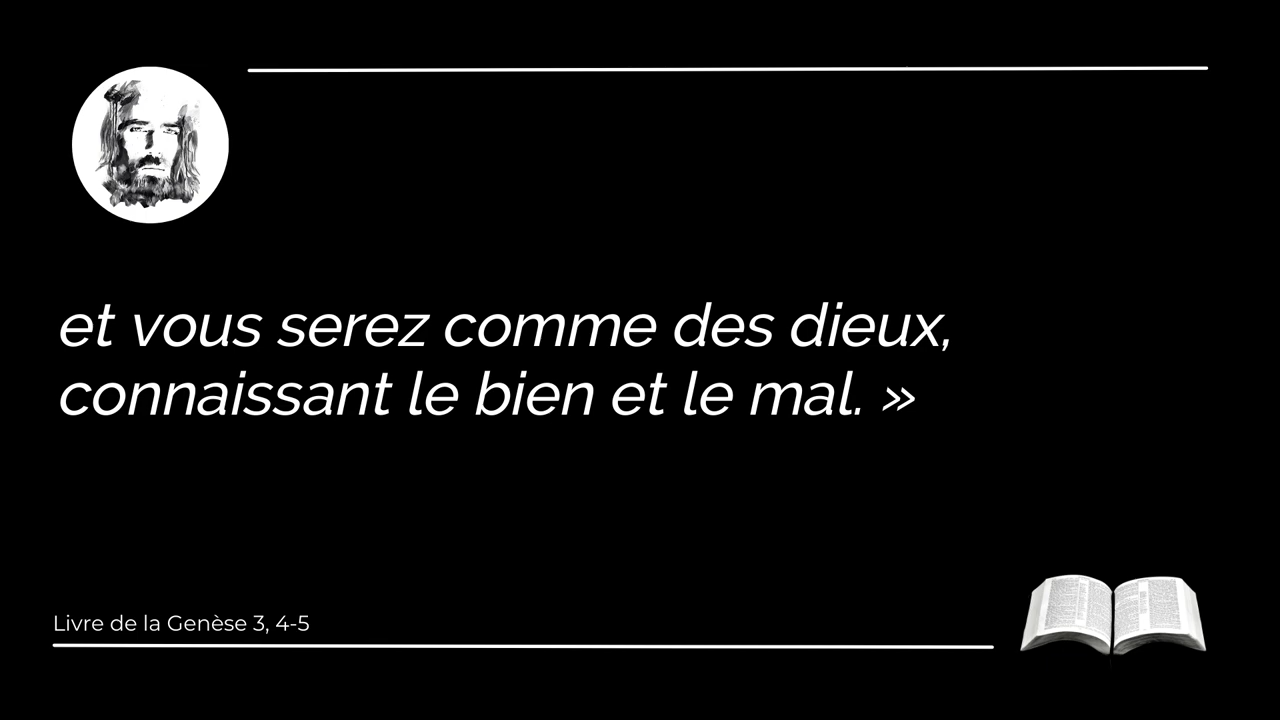 et vous serez comme des dieux,
connaissant le bien et le mal. »
Livre de la Genèse 3, 4-5